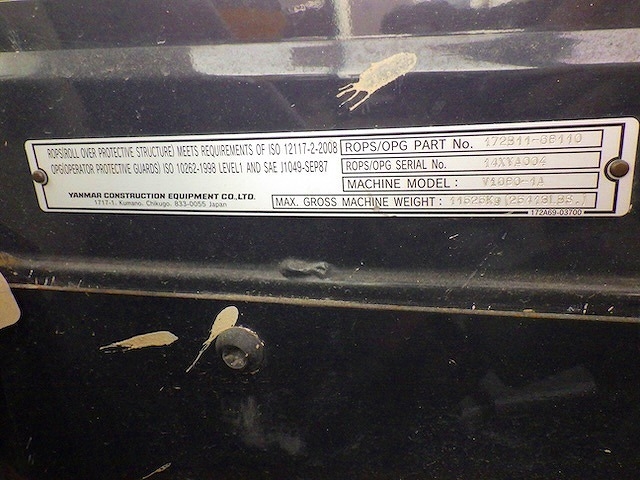 ROPS(ROLL OVER PROTECTIVE STRUCTURE) MEETS REQUIREMENTS OF ISO 12117-2-2008
OPG(OPERATOR PROTECTIVE GUARDS) ISO 10262-1998 LEVEL1 AND SAE J1049-SEP87
YANMAR CONSTRUCTION EQUIPMENT CO.,LTD.
1717-1, Kumano, Chikugo, 833-0055 Japan
ROPS/OPG PART No.
ROPS/OPG SERIAL No. 14XYA004
MACHINE MODEL :
MAX. GROSS MACHINE WEIGHT :
172A69-03700